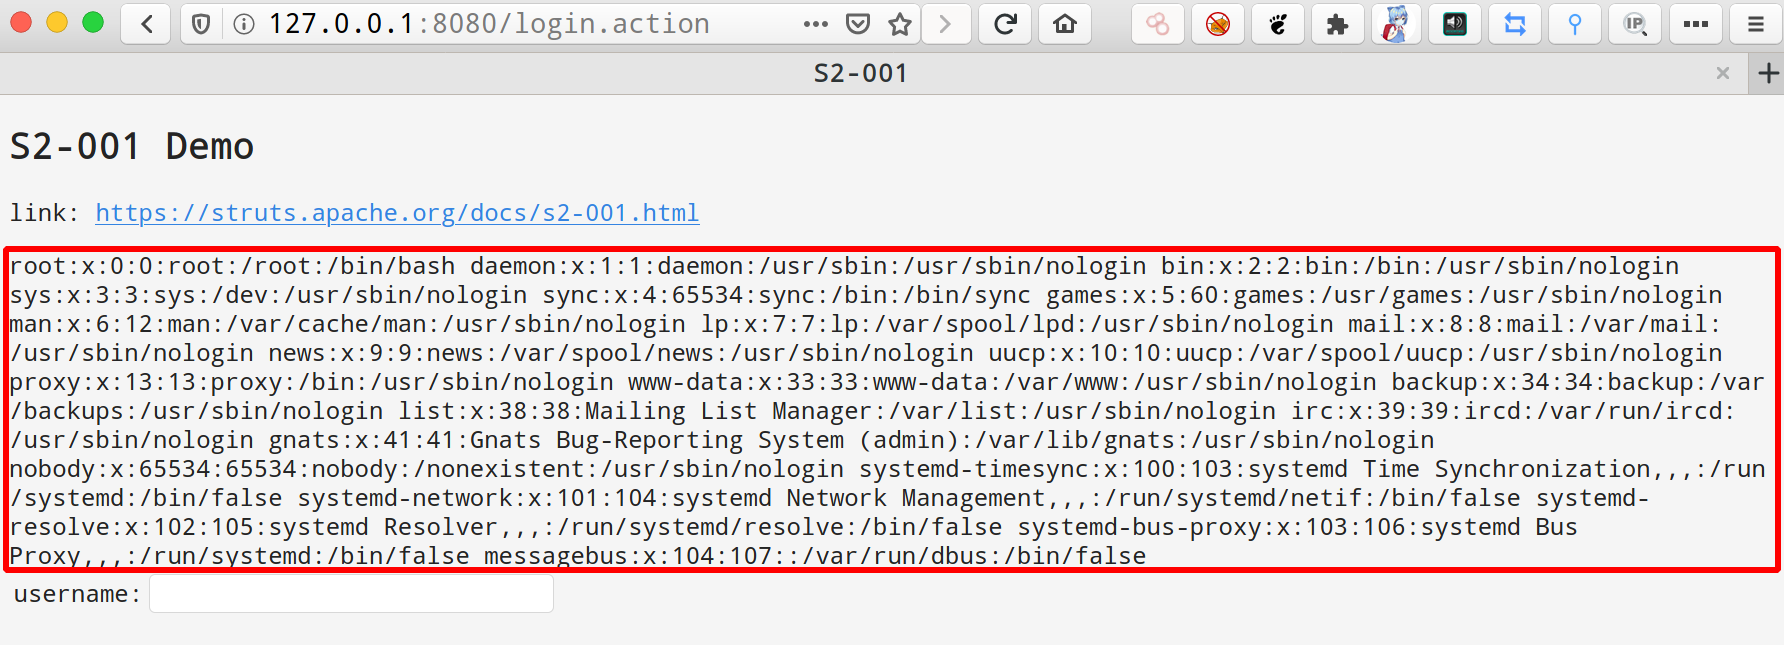 127.0.0.1:8080/login.action
IP
S2-001
S2-001 Demo
link: https://struts.apache.org/docs/s2-001.html
root:x:0:0:root:/root:/bin/bash daemon:x:1:1:daemon:/usr/sbin:/usr/sbin/nologin bin:x:2:2:bin:/bin:/usr/sbin/nologin
sys:x:3:3:sys:/dev:/usr/sbin/nologin sync:x:4:65534:sync:/bin:/bin/sync games:x:5:60:games:/usr/games:/usr/sbin/nologin
man:x:6:12:man:/var/cache/man:/usr/sbin/nologin lp:x:7:7:lp:/var/spool/lpd:/usr/sbin/nologin mail:x:8:8:mail:/var/mail:
/usr/sbin/nologin news:x:9:9:news:/var/spool/news:/usr/sbin/nologin uucp:x:10:10:uucp:/var/spool/uucp:/usr/sbin/nologin
proxy:x:13:13:proxy:/bin:/usr/sbin/nologin www-data:x:33:33:www-data:/var/www:/usr/sbin/nologin backup:x:34:34:backup:/var
/backups:/usr/sbin/nologin list:x:38:38:Mailing List Manager:/var/list:/usr/sbin/nologin irc:x:39:39:ircd:/var/run/ircd:
/usr/sbin/nologin gnats:x:41:41:Gnats Bug-Reporting System (admin):/var/lib/gnats:/usr/sbin/nologin
nobody:x:65534:65534:nobody:/nonexistent:/usr/sbin/nologin systemd-timesync:x:100:103:systemd Time Synchronization,,,:/run
/systemd:/bin/false systemd-network:x:101:104:systemd Network Management,,,:/run/systemd/netif:/bin/false systemd-
resolve:x:102:105:systemd Resolver,,,:/run/systemd/resolve:/bin/false systemd-bus-proxy:x:103:106:systemd Bus
Proxy,,,:/run/systemd:/bin/false messagebus:x:104:107::/var/run/dbus:/bin/false
username: